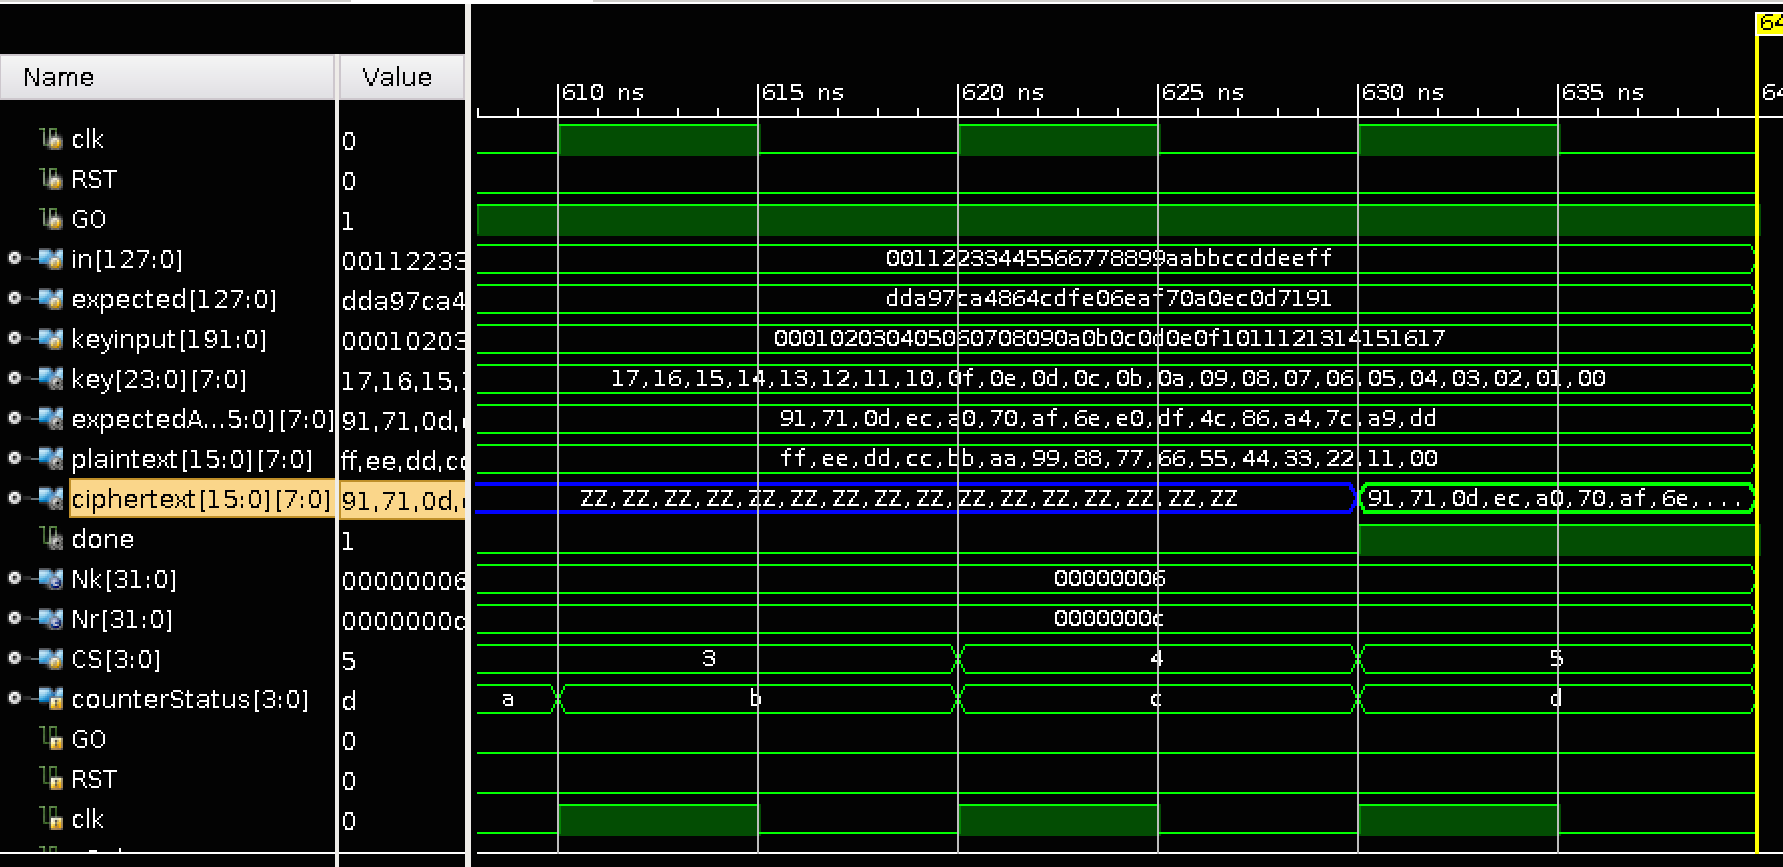 64
Name Value
610 ns 615 ns 620 ns 625 ns 630 ns 635 ns 64
clk 0
RST 0
GO 1
in[127:0] 00112233 00112233445566778899aabbccddeeff
expected[127:0] dda97ca4 dda97ca4864cdfe06eaf70a0ec0d7191
keyinput[191:0] 00010203 000102030405060708090a0b0c0d0e0f1011121314151617
key[23:0][7:0] 17,16,15, 17,16,15,14,13,12,11,10,0f,0e,0d,0c,0b,0a,09,08,07,06,05,04,03,02,01,00
expectedA...5:0][7:0] 91,71,0d, 91,71,0d,ec,a0,70,af,6e,e0,df,4c,86,a4,7c,a9,dd
plaintext[15:0][7:0] ff,ee,dd,cc ff,ee,dd,cc,bb,aa,99,88,77,66,55,44,33,22,11,00
ciphertext[15:0][7:0] 91,71,0d, ZZ,ZZ,ZZ,ZZ,ZZ,ZZ,ZZ,ZZ,ZZ,ZZ,ZZ,ZZ,ZZ,ZZ,ZZ,ZZ 91,71,0d,ec,a0,70,af,6e,...
done 1
Nk[31:0] 00000006 00000006
Nr[31:0] 0000000c 0000000c
CS[3:0] 5 3 4 5
counterStatus[3:0] d a b c d
GO 0
RST 0
clk 0